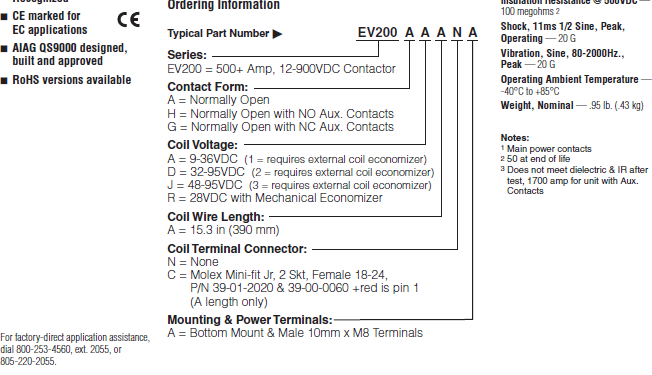 Recognized
■ CE marked for
EC applications
CE
■ AIAG QS9000 designed,
built and approved
■ RoHS versions available
For factory-direct application assistance,
dial 800-253-4560, ext. 2055, or
805-220-2055.
Ordering Information
Typical Part Number ▶ EV200 A A A N A
Series:
EV200 = 500+ Amp, 12-900VDC Contactor
Contact Form:
A = Normally Open
H = Normally Open with NO Aux. Contacts
G = Normally Open with NC Aux. Contacts
Coil Voltage:
A = 9-36VDC (1 = requires external coil economizer)
D = 32-95VDC (2 = requires external coil economizer)
J = 48-95VDC (3 = requires external coil economizer)
R = 28VDC with Mechanical Economizer
Coil Wire Length:
A = 15.3 in (390 mm)
Coil Terminal Connector:
N = None
C = Molex Mini-fit Jr, 2 Skt, Female 18-24,
P/N 39-01-2020 & 39-00-0060 +red is pin 1
(A length only)
Mounting & Power Terminals:
A = Bottom Mount & Male 10mm x M8 Terminals
Insulation Resistance @ 500VDC —
100 megohms 2
Shock, 11ms 1/2 Sine, Peak,
Operating — 20 G
Vibration, Sine, 80-2000Hz.,
Peak — 20 G
Operating Ambient Temperature —
-40°C to +85°C
Weight, Nominal — .95 lb. (.43 kg)
Notes:
1 Main power contacts
2 50 at end of life
3 Does not meet dielectric & IR after
test, 1700 amp for unit with Aux.
Contacts